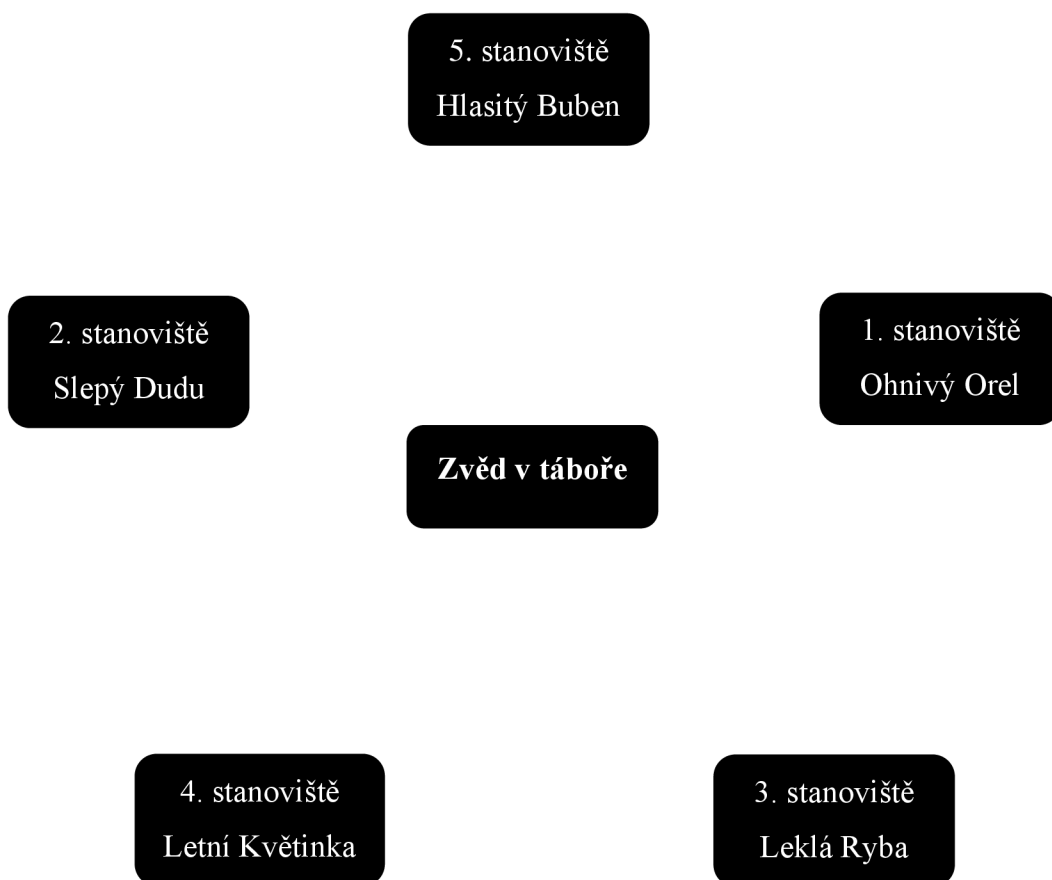 5. stanoviště
Hlasitý Buben
2. stanoviště
Slepý Dudu
1. stanoviště
Ohnivý Orel
Zvěd v táboře
4. stanoviště
Letní Květinka
3. stanoviště
Leklá Ryba